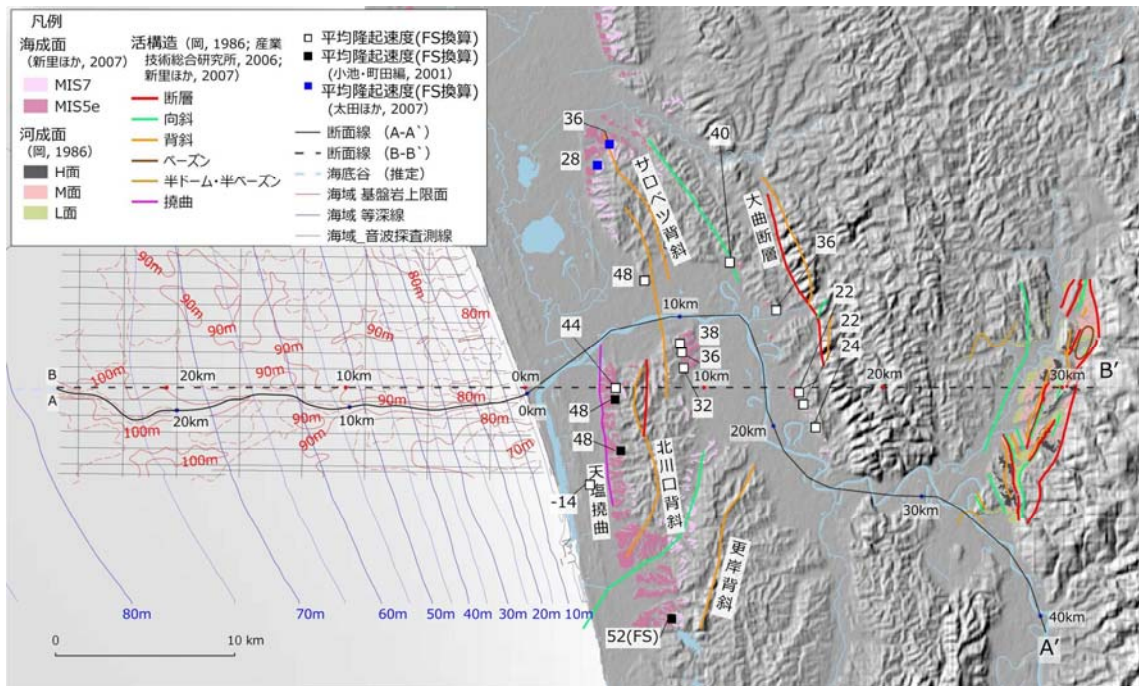 凡例
海成面
(新里ほか, 2007)
MIS7
MIS5e
河成面
(岡, 1986)
H面
M面
L面
活構造 (岡, 1986; 産業
技術総合研究所, 2006;
新里ほか, 2007)
断層
向斜
背斜
ベーズン
半ドーム・半ベーズン
撓曲
平均隆起速度(FS換算)
平均隆起速度(FS換算)
(小池・町田編, 2001)
平均隆起速度(FS換算)
(太田ほか, 2007)
断面線 (A-A`)
断面線 (B-B`)
海底谷 (推定)
海域 基盤岩上限面
海域 等深線
海域_音波探査測線
36
28
40
サロベツ背斜
大曲断層
36
48
22
22
24
10km
44
38
36
32
90m
90m
90m
80m
90m
90m
90m
80m
100m
90m
80m
B
A
20km
10km
0km
10km
20km
30km
B’
20km
10km
0km
100m
90m
90m
80m
80m
100m
90m
70m
48
48
-14
天塩撓曲
北川口背斜
更岸背斜
20km
30km
40km
A’
52(FS)
80m
70m
60m
50m
40m
30m
20m
10m
0
10 km